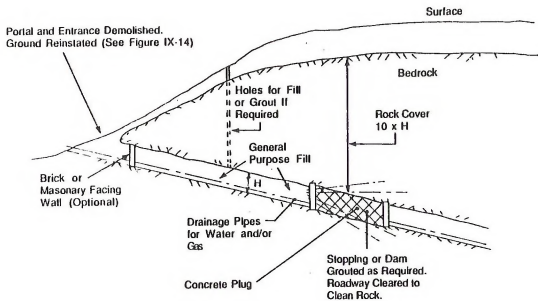 Surface
Portal and Entrance Demolished.
Ground Reinstated (See Figure IX-14)
Bedrock
Holes for Fill
or Grout If
Required
Rock Cover
10 x H
General
Purpose Fill
Brick or
Masonary Facing
Wall (Optional)
H
Drainage Pipes
for Water and/or
Gas
Concrete Plug
Stopping or Dam
Grouted as Required.
Roadway Cleared to
Clean Rock.